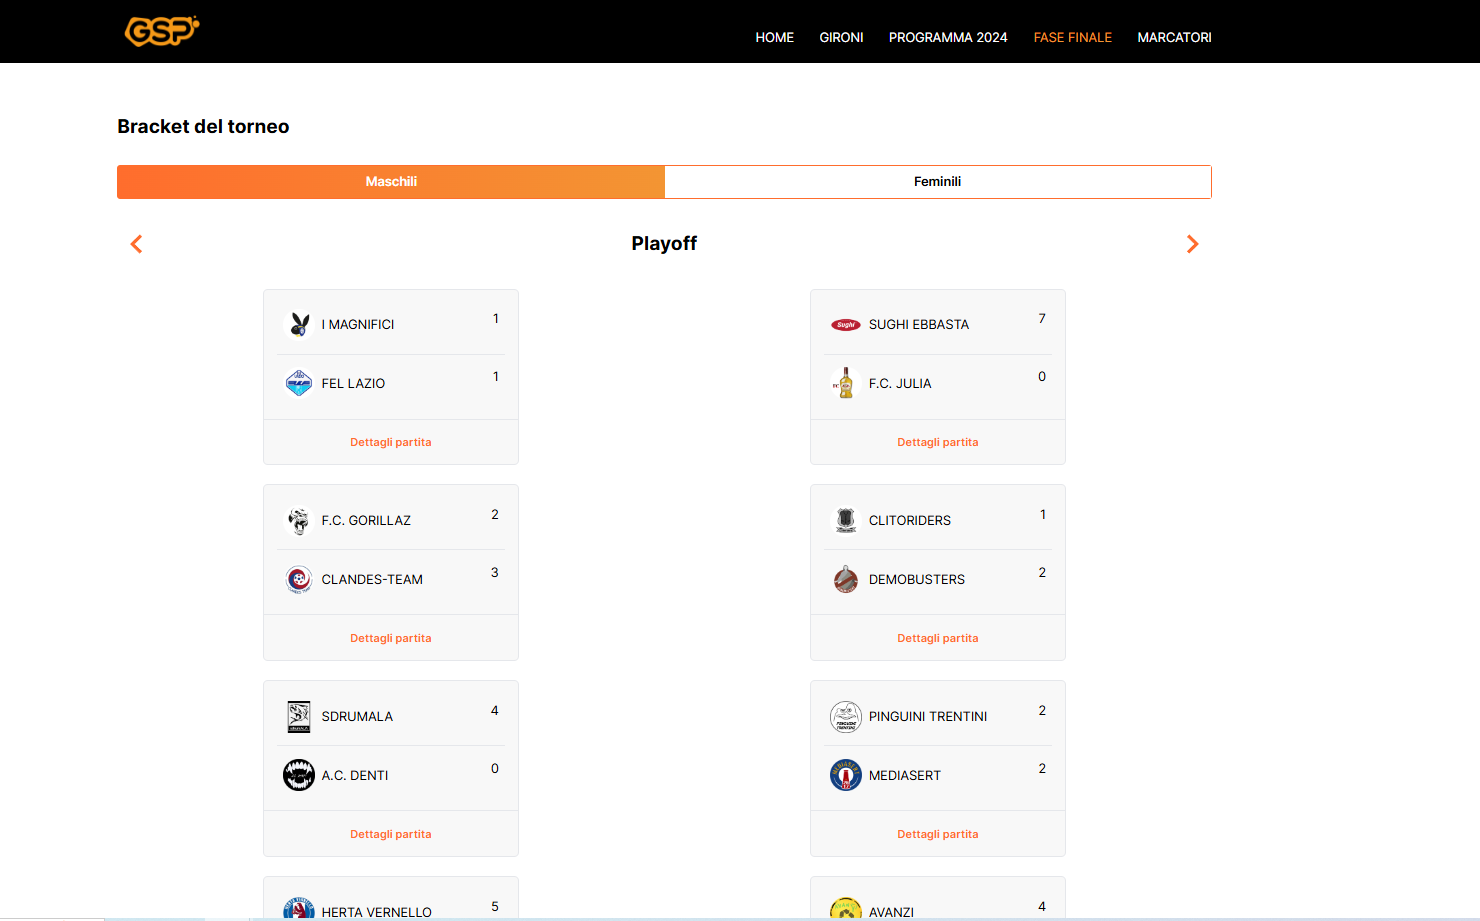 GSP
HOME GIRONI PROGRAMMA 2024 FASE FINALE MARCATORI
Bracket del torneo
Maschili Feminili
Playoff
I MAGNIFICI 1
FEL LAZIO 1
Dettagli partita
SUGHI EBBASTA 7
F.C. JULIA 0
Dettagli partita
F.C. GORILLAZ 2
CLANDES-TEAM 3
Dettagli partita
CLITORIDERS 1
DEMOBUSTERS 2
Dettagli partita
SDRUMALA 4
A.C. DENTI 0
Dettagli partita
PINGUINI TRENTINI 2
MEDIASERT 2
Dettagli partita
HERTA VERNELLO 5
AVANZI 4